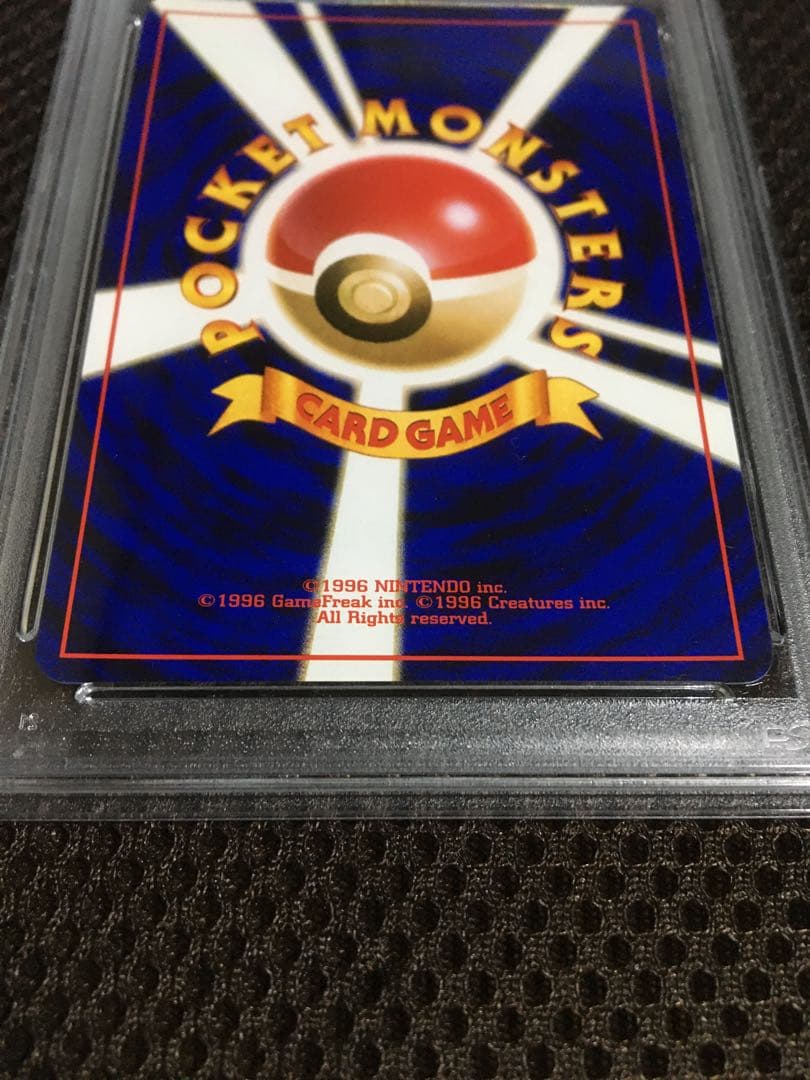 POCKET MONSTERS
CARD GAME
©1996 NINTENDO inc.
©1996 GameFreak inc. ©1996 Creatures inc.
All Rights reserved.